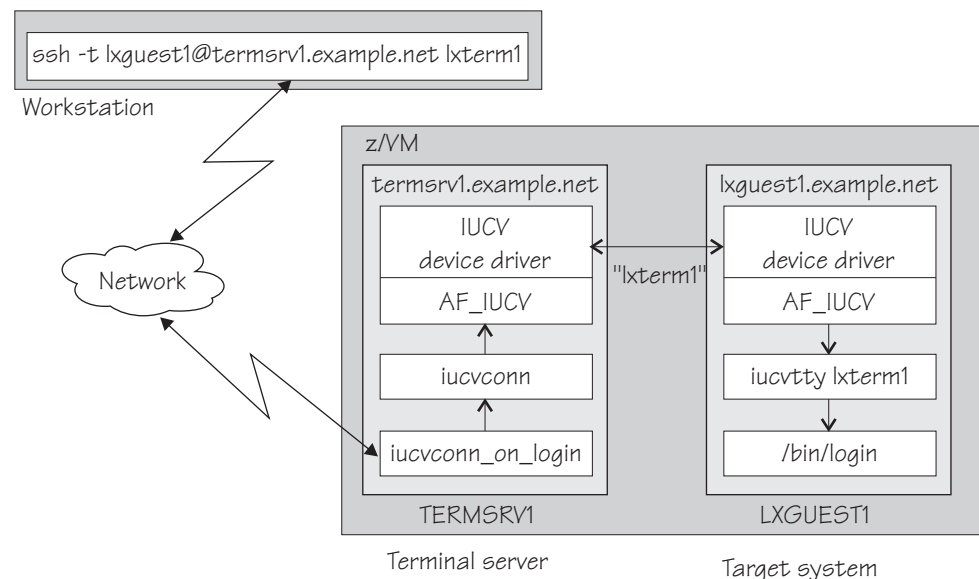 ssh -t lxguest1@termsrv1.example.net lxterm1
Workstation
z/VM
termsrv1.example.net
lxguest1.example.net
IUCV
device driver
"lxterm1"
IUCV
device driver
Network
AF_IUCV
AF_IUCV
iucvconn
iucvtty lxterm1
iucvconn_on_login
/bin/login
TERMSRV1
LXGUEST1
Terminal server
Target system